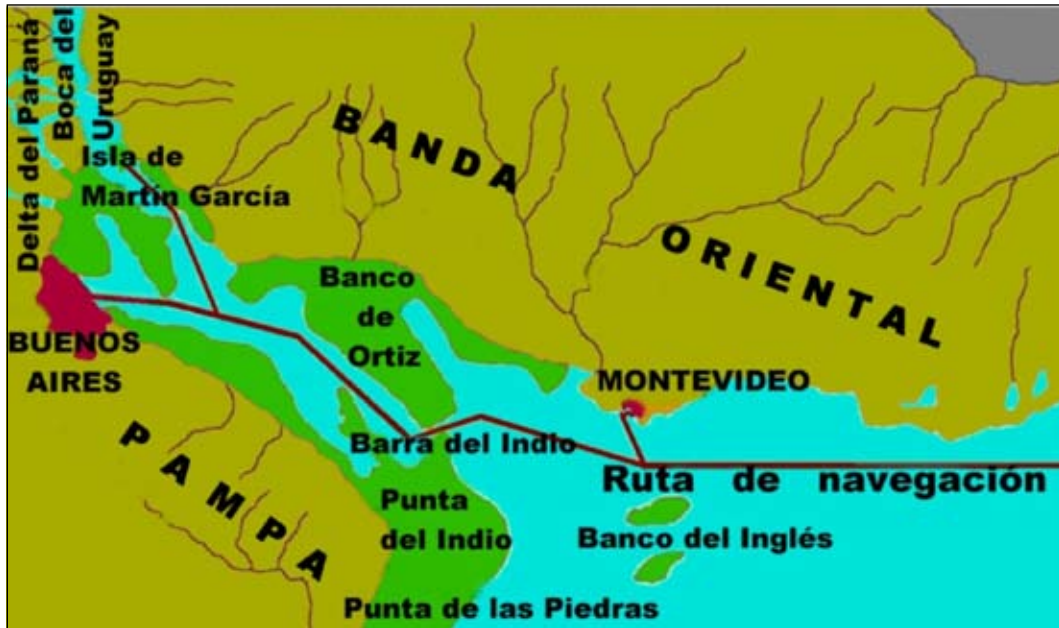 Delta del Paraná
Boca del
Uruguay
Isla de
Martín García
BANDA
ORIENTAL
Banco
de
Ortiz
BUENOS
AIRES
MONTEVIDEO
PAMPA
Barra del Indio
Ruta de navegación
Punta
del Indio
Banco del Inglés
Punta de las Piedras